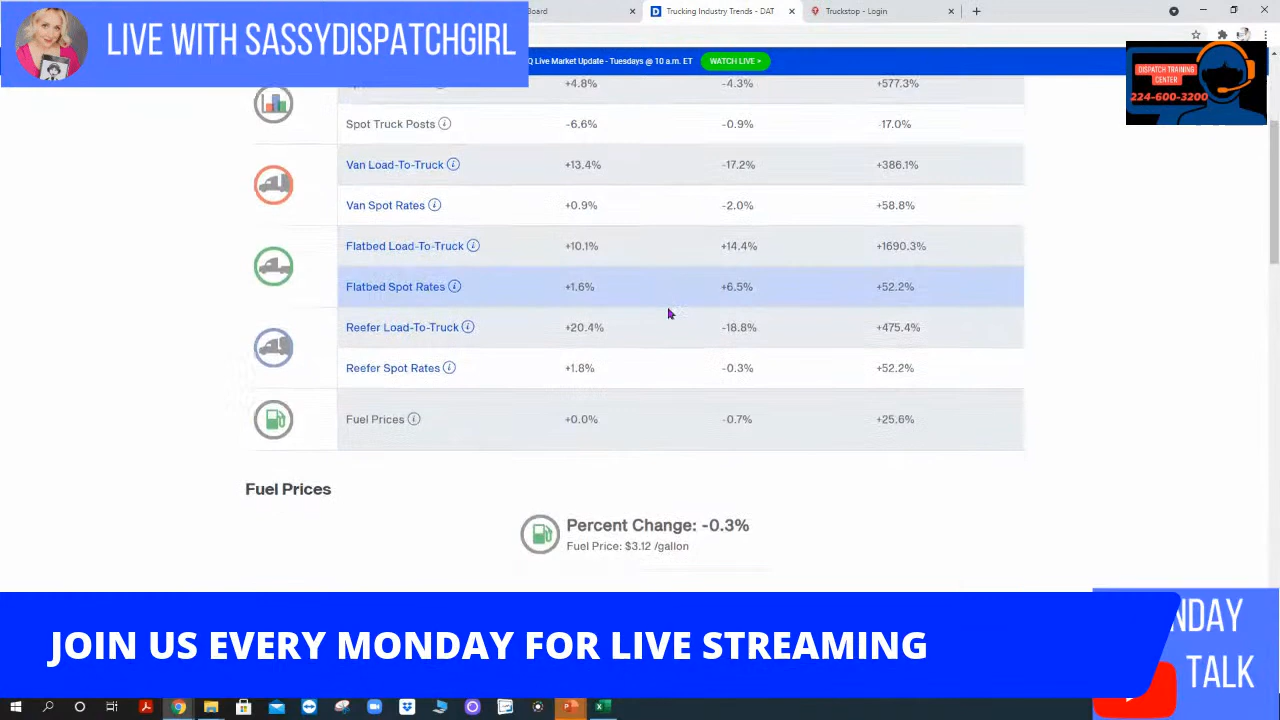 LIVE WITH SASSYDISPATCHGIRL
Board
Trucking Industry Trends - DAT
Truckstop - Login
Q Live Market Update - Tuesdays @ 10 a.m. ET WATCH LIVE >
DISPATCH TRAINING
CENTER
224-600-3200
+4.8% -4.3% +577.3%
Spot Truck Posts -6.6% -0.9% -17.0%
Van Load-To-Truck +13.4% -17.2% +386.1%
Van Spot Rates +0.9% -2.0% +58.8%
Flatbed Load-To-Truck +10.1% +14.4% +1690.3%
Flatbed Spot Rates +1.6% +6.5% +52.2%
Reefer Load-To-Truck +20.4% -18.8% +475.4%
Reefer Spot Rates +1.8% -0.3% +52.2%
Fuel Prices +0.0% -0.7% +25.6%
Fuel Prices
Percent Change: -0.3%
Fuel Price: $3.12 /gallon
JOIN US EVERY MONDAY FOR LIVE STREAMING
NDAY
TALK